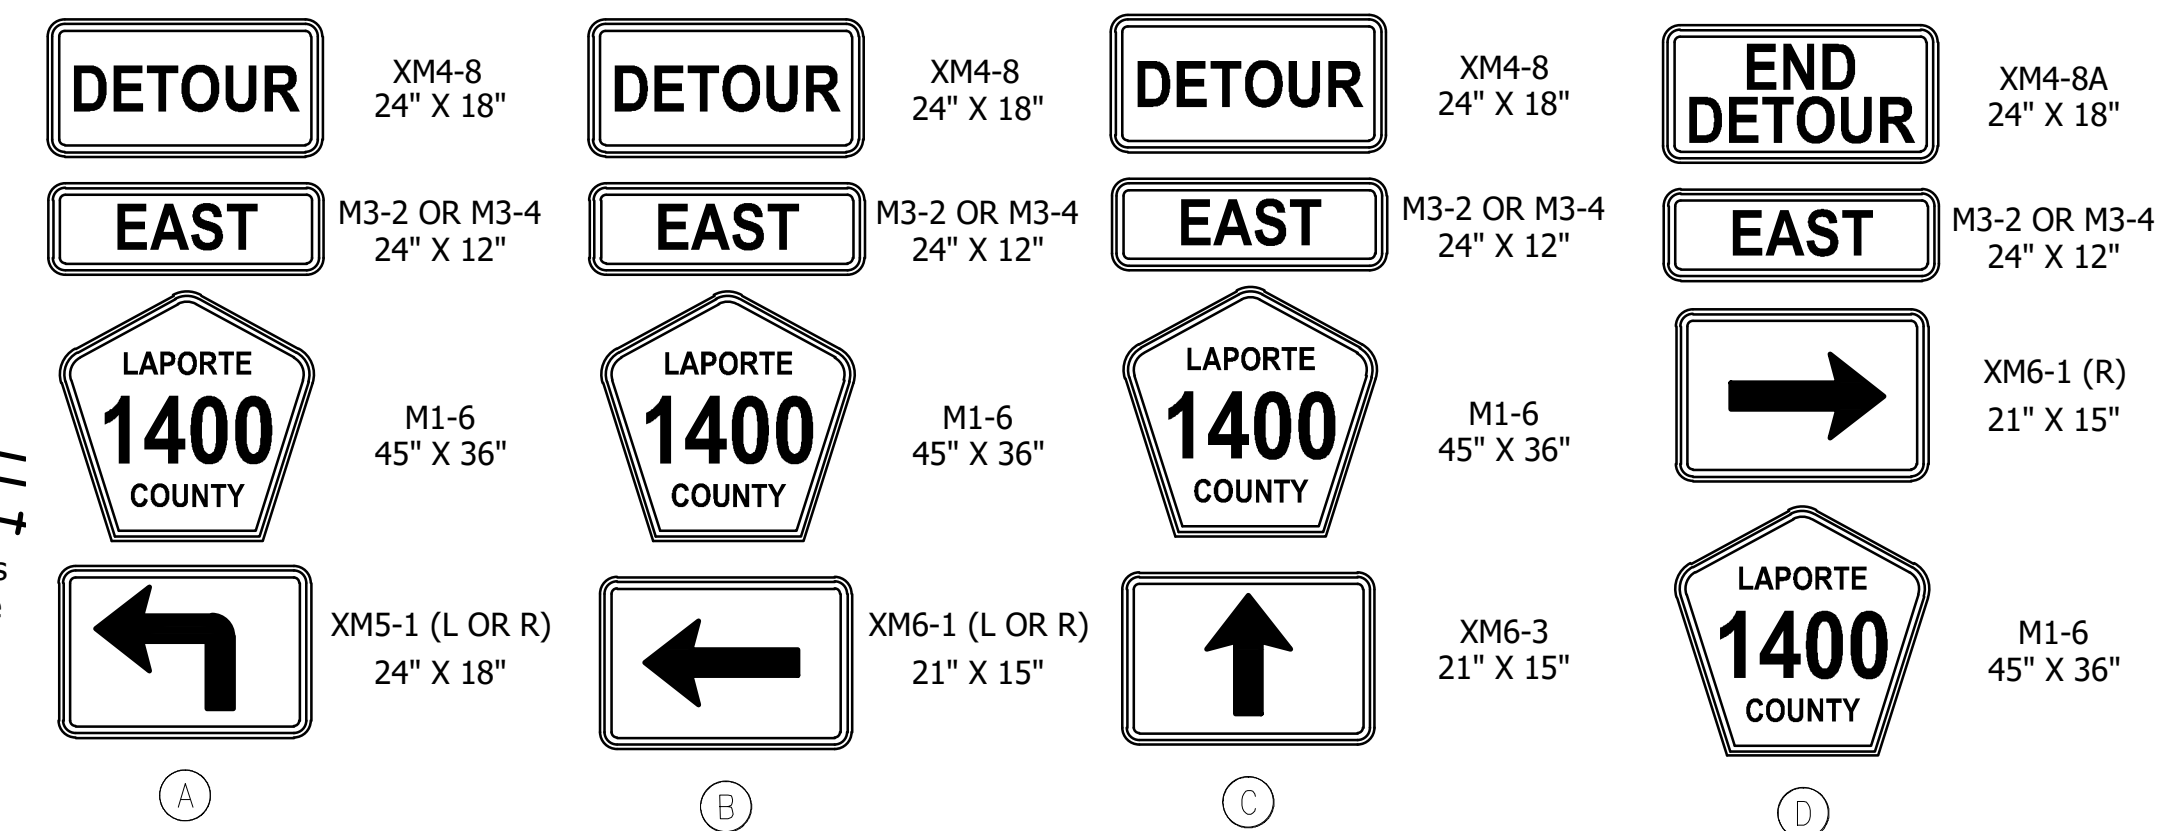 DETOUR
XM4-8
24" X 18"
EAST
M3-2 OR M3-4
24" X 12"
LAPORTE
1400
COUNTY
M1-6
45" X 36"
XM5-1 (L OR R)
24" X 18"
A
DETOUR
XM4-8
24" X 18"
EAST
M3-2 OR M3-4
24" X 12"
LAPORTE
1400
COUNTY
M1-6
45" X 36"
XM6-1 (L OR R)
21" X 15"
B
DETOUR
XM4-8
24" X 18"
EAST
M3-2 OR M3-4
24" X 12"
LAPORTE
1400
COUNTY
M1-6
45" X 36"
XM6-3
21" X 15"
C
END
DETOUR
XM4-8A
24" X 18"
EAST
M3-2 OR M3-4
24" X 12"
XM6-1 (R)
21" X 15"
LAPORTE
1400
COUNTY
M1-6
45" X 36"
D